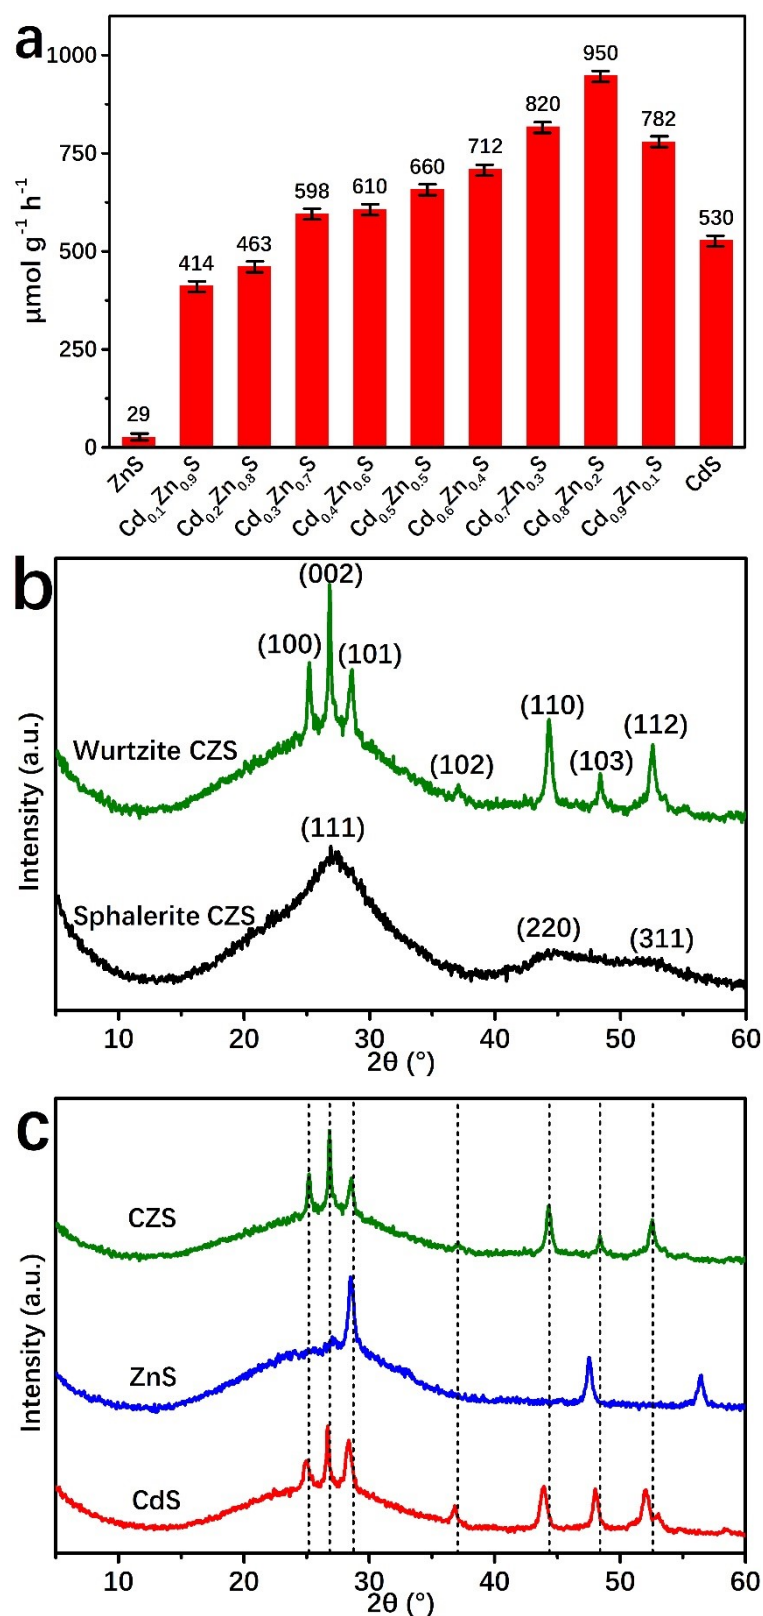 a
1000
750
500
250
0
μmol g⁻¹ h⁻¹
29
414
463
598
610
660
712
820
950
782
530
ZnS
Cd₀.₁Zn₀.₉S
Cd₀.₂Zn₀.₈S
Cd₀.₃Zn₀.₇S
Cd₀.₄Zn₀.₆S
Cd₀.₅Zn₀.₅S
Cd₀.₆Zn₀.₄S
Cd₀.₇Zn₀.₃S
Cd₀.₈Zn₀.₂S
Cd₀.₉Zn₀.₁S
CdS
b
Intensity (a.u.)
(002)
(100)
(101)
(110)
(112)
(103)
(102)
Wurtzite CZS
(111)
Sphalerite CZS
(220)
(311)
10 20 30 40 50 60
2θ (°)
c
Intensity (a.u.)
CZS
ZnS
CdS
10 20 30 40 50 60
2θ (°)